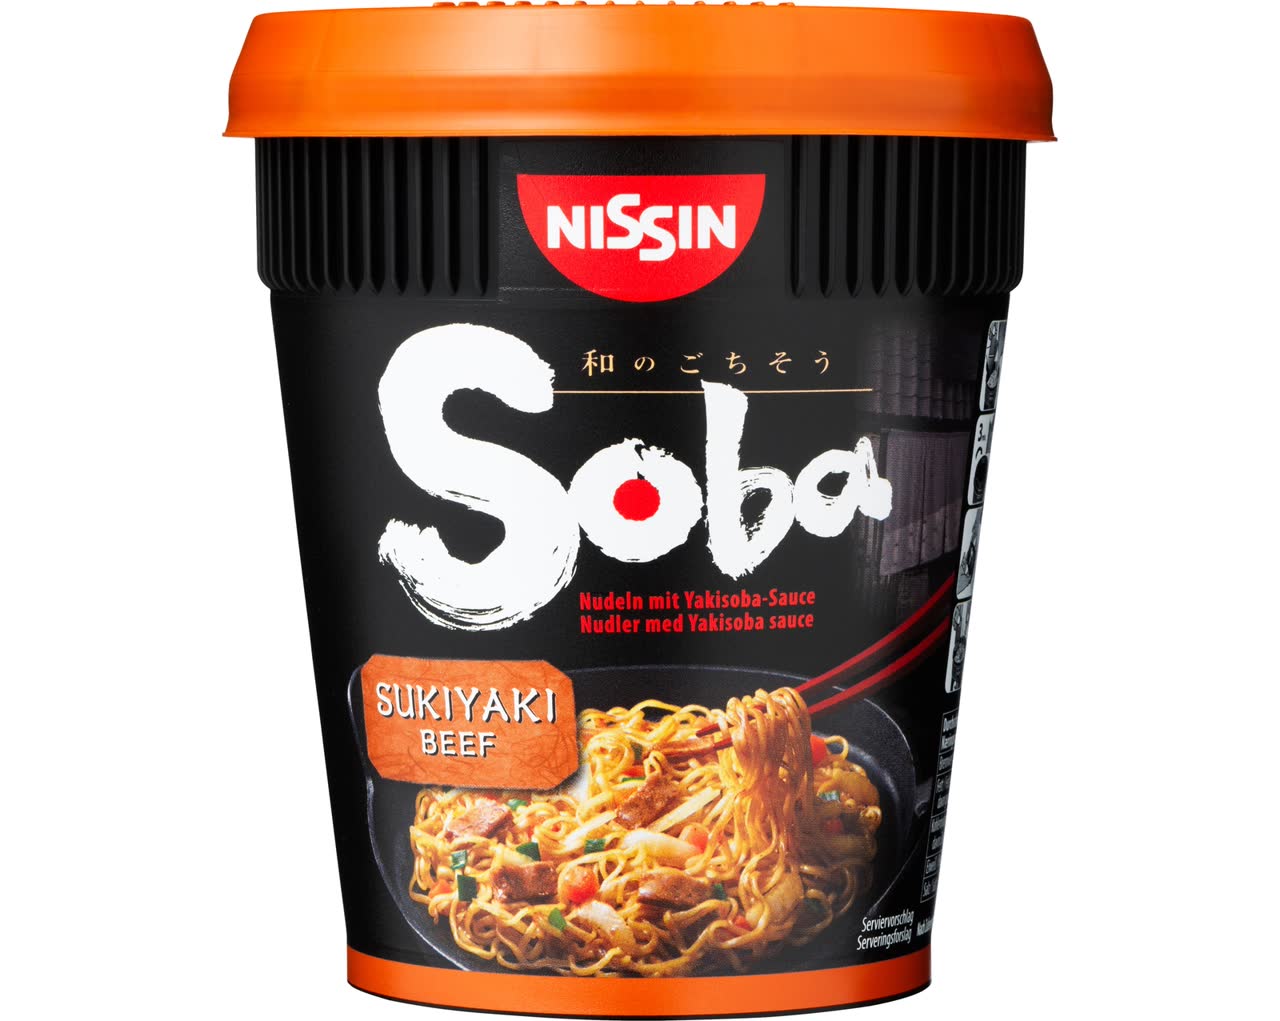 NISSIN
和のごちそう
Soba
Nudeln mit Yakisoba-Sauce
Nudler med Yakisoba sauce
SUKIYAKI
BEEF
Serviervorschlag
Serveringsforslag